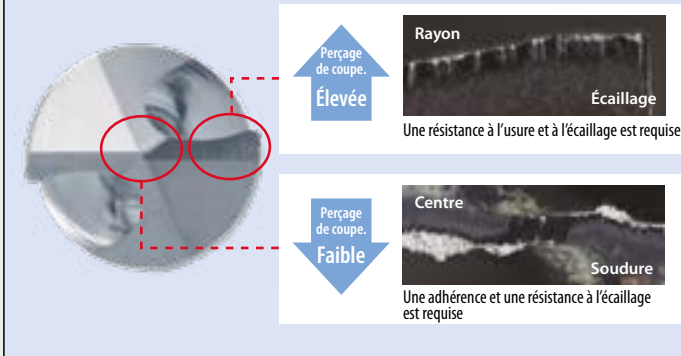 Perçage
de coupe.
Élevée
Rayon
Écaillage
Une résistance à l'usure et à l'écaillage est requise
Perçage
de coupe.
Faible
Centre
Soudure
Une adhérence et une résistance à l'écaillage
est requise